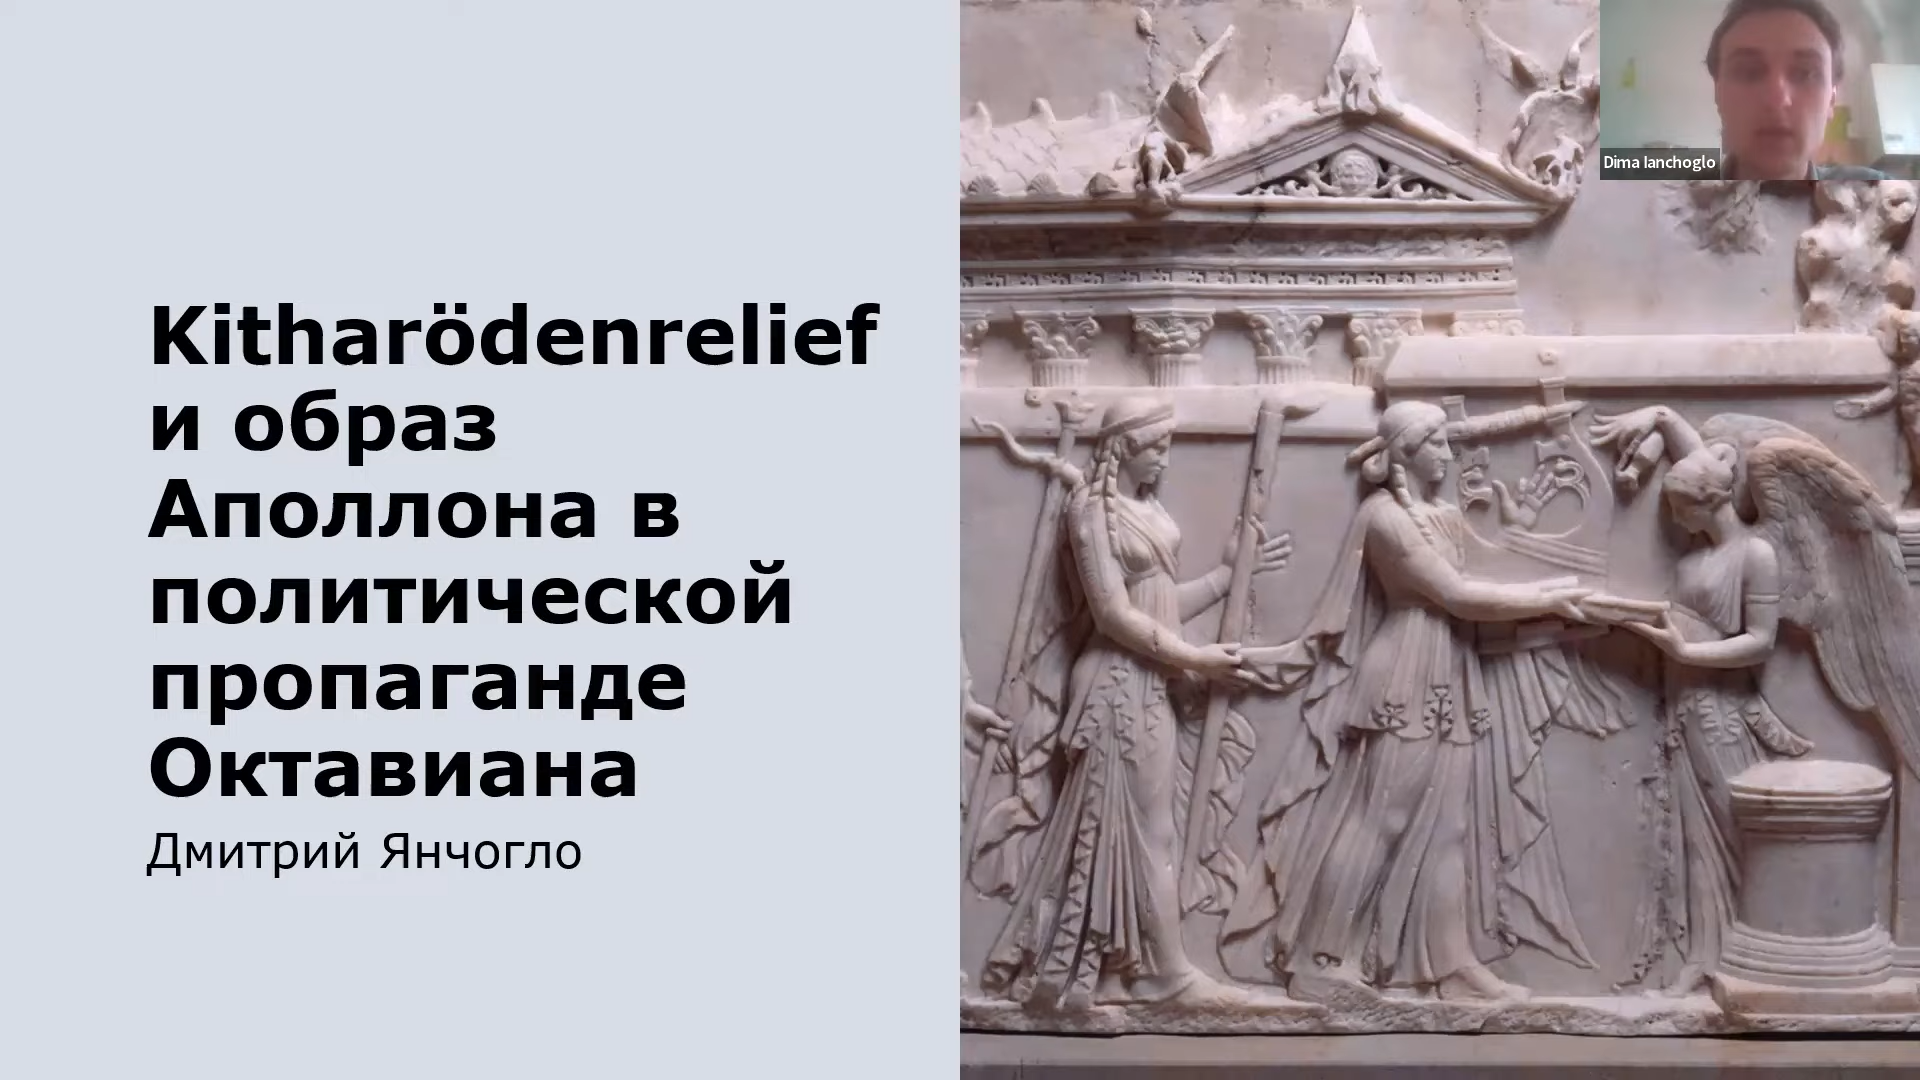 Kitharödenrelief
и образ
Аполлона в
политической
пропаганде
Октавиана
Дмитрий Янчогло
Dima Ianchoglo